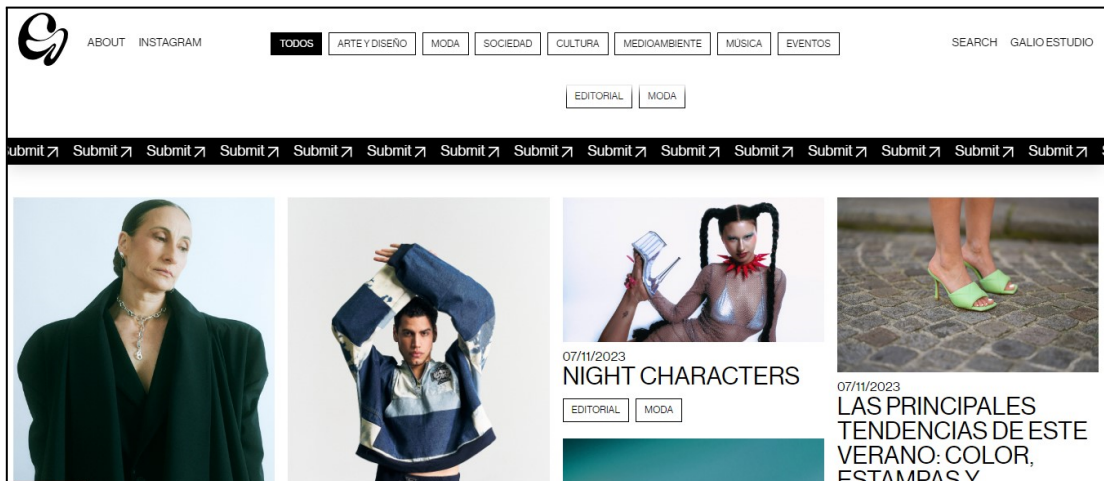 ABOUT INSTAGRAM TODOS ARTE Y DISEÑO MODA SOCIEDAD CULTURA MEDIOAMBIENTE MÚSICA EVENTOS SEARCH GALIO ESTUDIO
EDITORIAL MODA
Submit Submit Submit Submit Submit Submit Submit Submit Submit Submit Submit Submit Submit Submit Submit
07/11/2023
NIGHT CHARACTERS
EDITORIAL MODA
07/11/2023
LAS PRINCIPALES
TENDENCIAS DE ESTE
VERANO: COLOR,
ESTAMPAS Y